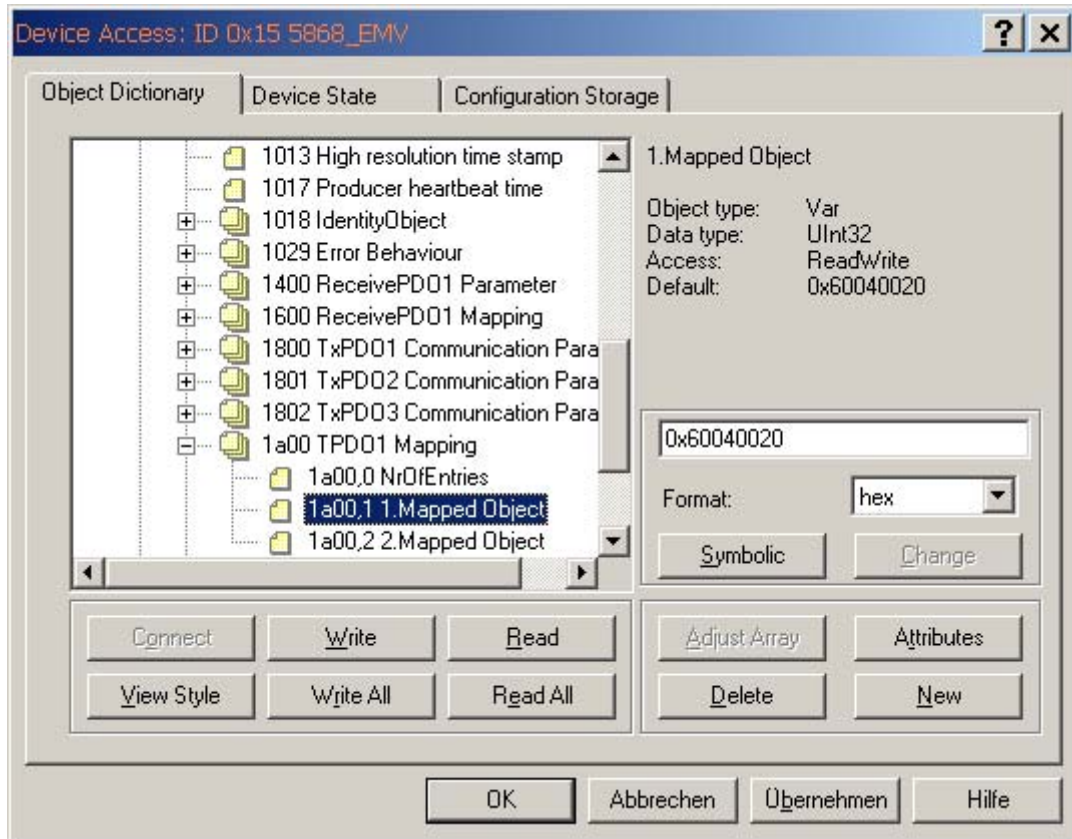 Device Access: ID 0x15 5868_EMV
Object Dictionary
Device State
Configuration Storage
1013 High resolution time stamp
1017 Producer heartbeat time
1018 IdentityObject
1029 Error Behaviour
1400 ReceivePDO1 Parameter
1600 ReceivePDO1 Mapping
1800 TxPDO1 Communication Para
1801 TxPDO2 Communication Para
1802 TxPDO3 Communication Para
1a00 TPDO1 Mapping
1a00,0 NrOfEntries
1a00,1 1.Mapped Object
1a00,2 2.Mapped Object
1.Mapped Object
Object type: Var
Data type: UInt32
Access: ReadWrite
Default: 0x60040020
0x60040020
Format: hex
Symbolic
Change
Connect
Write
Read
View Style
Write All
Read All
Adjust Array
Attributes
Delete
New
OK
Abbrechen
Übernehmen
Hilfe